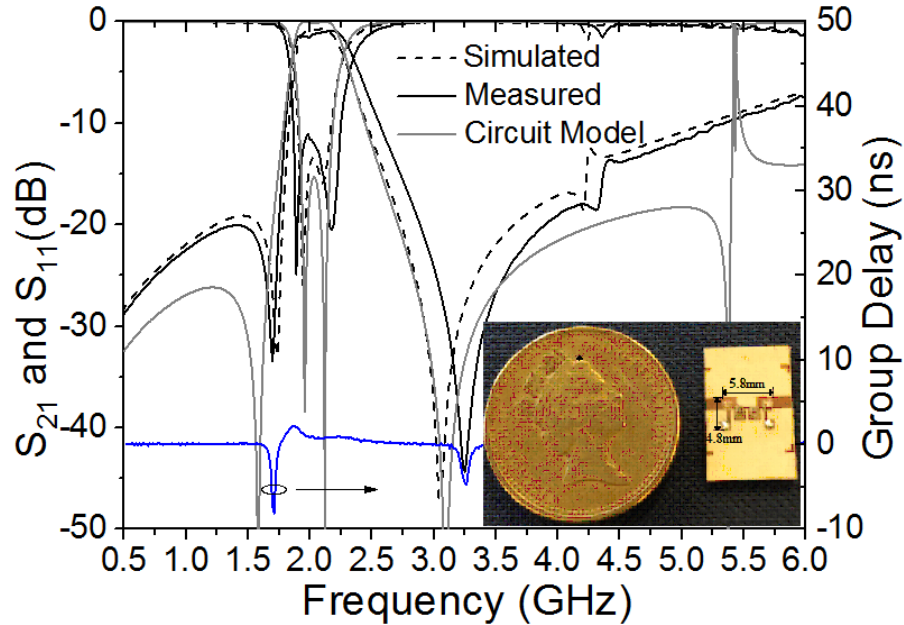 0
-10
-20
-30
-40
-50
S21 and S11(dB)
50
40
30
20
10
0
-10
Group Delay (ns)
Simulated
Measured
Circuit Model
5.8mm
4.8mm
0.5 1.0 1.5 2.0 2.5 3.0 3.5 4.0 4.5 5.0 5.5 6.0
Frequency (GHz)